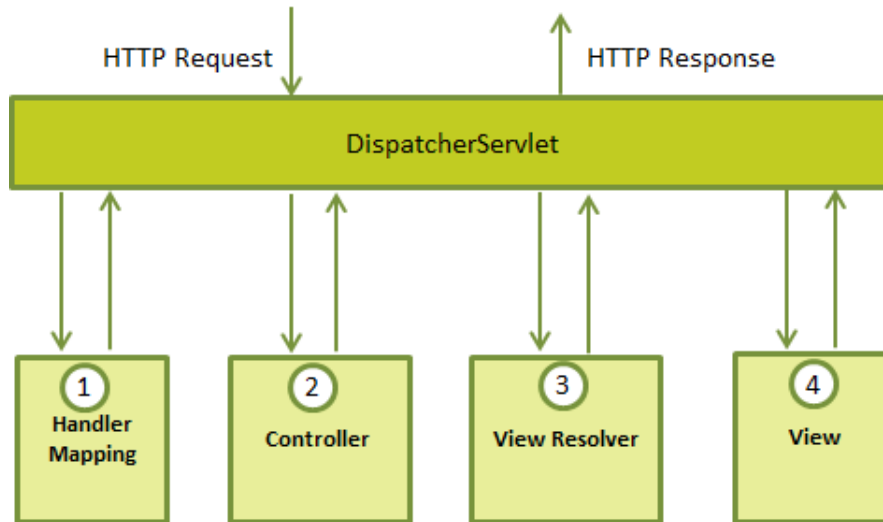 HTTP Request
HTTP Response
DispatcherServlet
1
Handler
Mapping
2
Controller
3
View Resolver
4
View